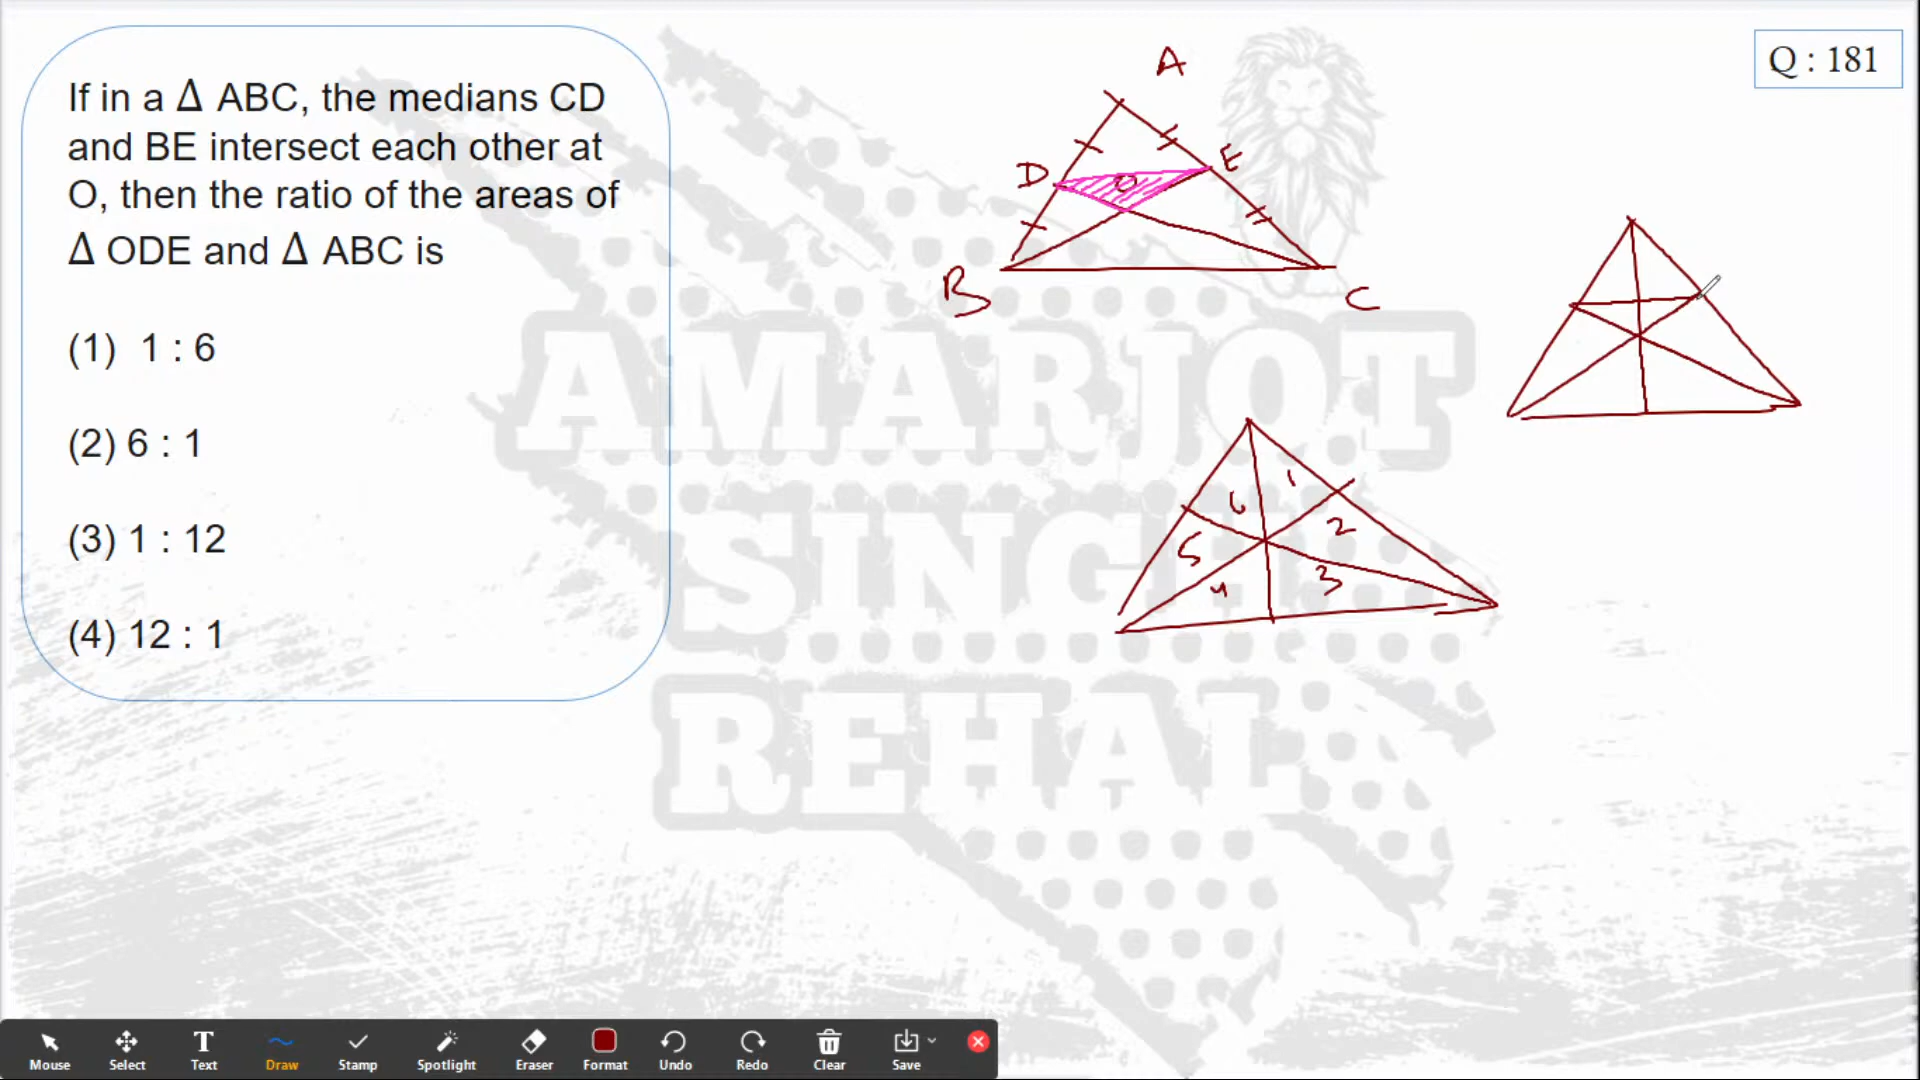 If in a Δ ABC, the medians CD
and BE intersect each other at
O, then the ratio of the areas of
Δ ODE and Δ ABC is
(1) 1 : 6
(2) 6 : 1
(3) 1 : 12
(4) 12 : 1
Q : 181
A
D
E
O
B
C
6
1
5
2
4
3
AMARJOT
SINGH
REHAL
Mouse
Select
Text
Draw
Stamp
Spotlight
Eraser
Format
Undo
Redo
Clear
Save